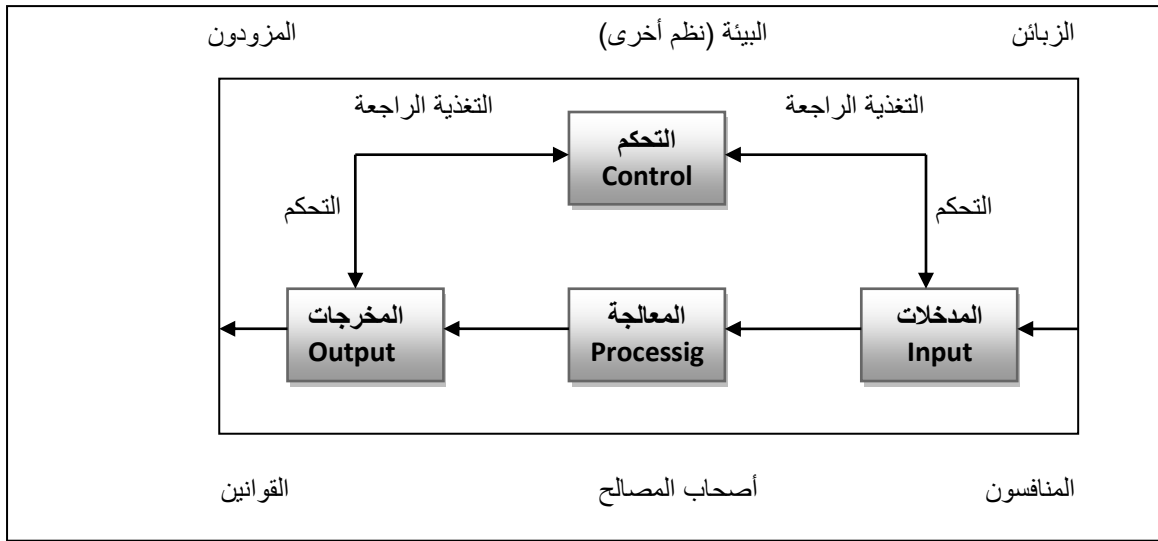 الزبائن
البيئة (نظم أخرى)
المزودون
التغذية الراجعة
التغذية الراجعة
التحكم
Control
التحكم
التحكم
المدخلات
Input
المعالجة
Processig
المخرجات
Output
المنافسون
أصحاب المصالح
القوانين